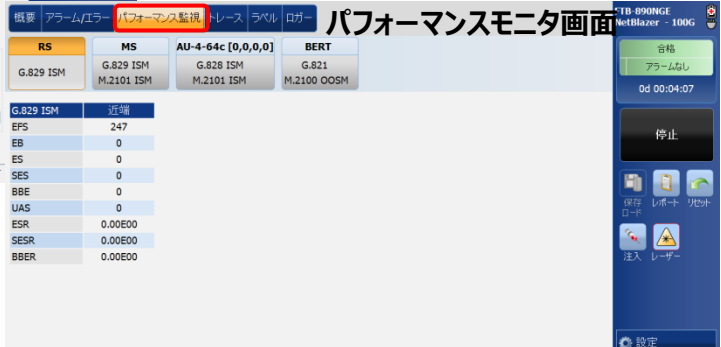 概要 アラーム/エラー パフォーマンス監視 トレース ラベル ロガー パフォーマンスモニタ画面
RS MS AU-4-64c [0,0,0,0] BERT
G.829 ISM G.829 ISM G.828 ISM G.821
M.2101 ISM M.2101 ISM M.2100 OOSM
G.829 ISM 近端
EFS 247
EB 0
ES 0
SES 0
BBE 0
UAS 0
ESR 0.00E00
SESR 0.00E00
BBER 0.00E00
TB-890NGE
NetBlazer - 100G
合格
アラームなし
0d 00:04:07
停止
保存 レポート リセット
ロード
注入 レーザー
設定